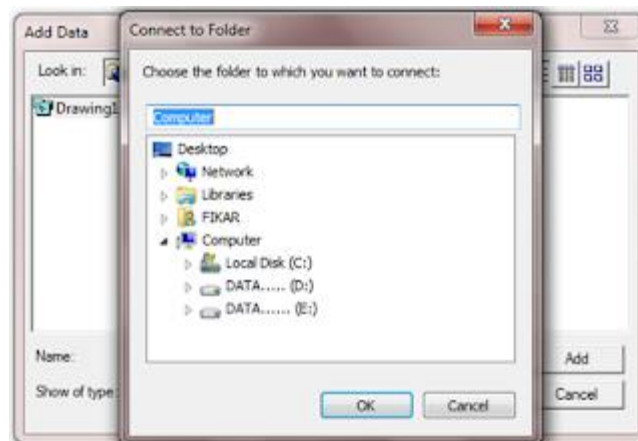 Add Data
Connect to Folder
Look in:
Choose the folder to which you want to connect:
Drawing1
Computer
Desktop
Network
Libraries
FIKAR
Computer
Local Disk (C:)
DATA..... (D:)
DATA...... (E:)
Name:
Add
Show of type:
Cancel
OK
Cancel